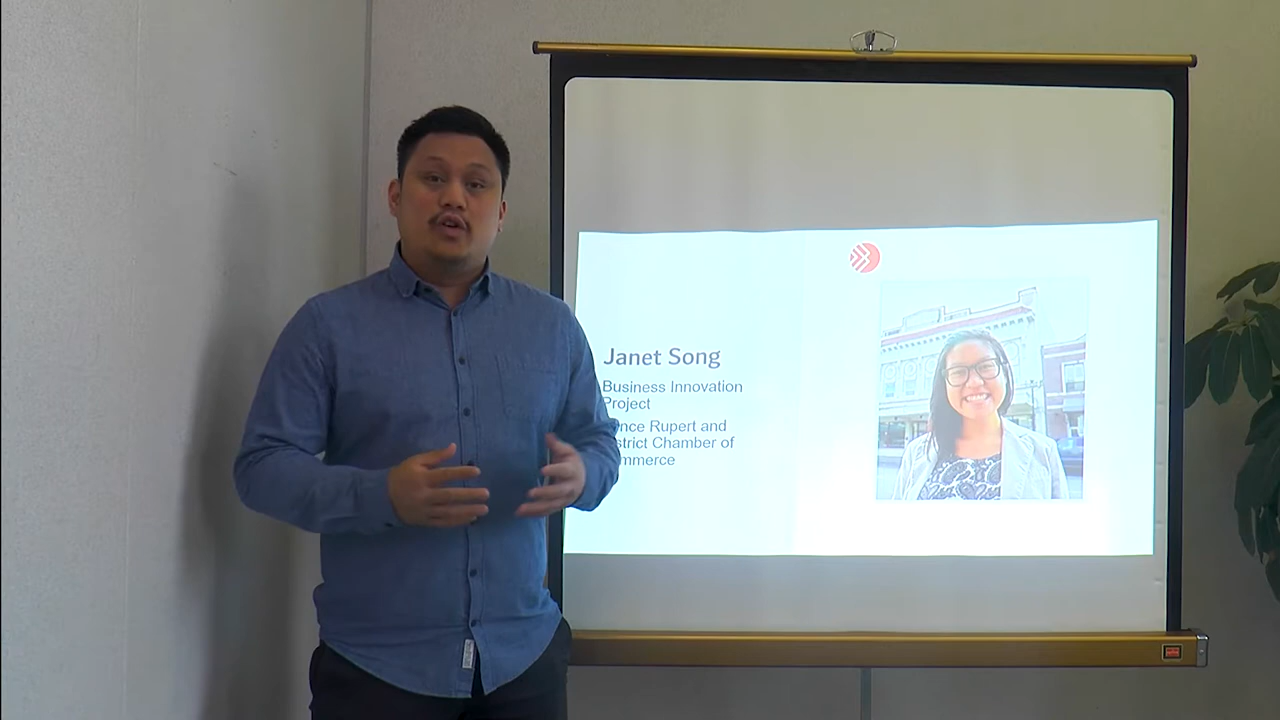 Janet Song
Business Innovation
Project
nce Rupert and
strict Chamber of
mmerce